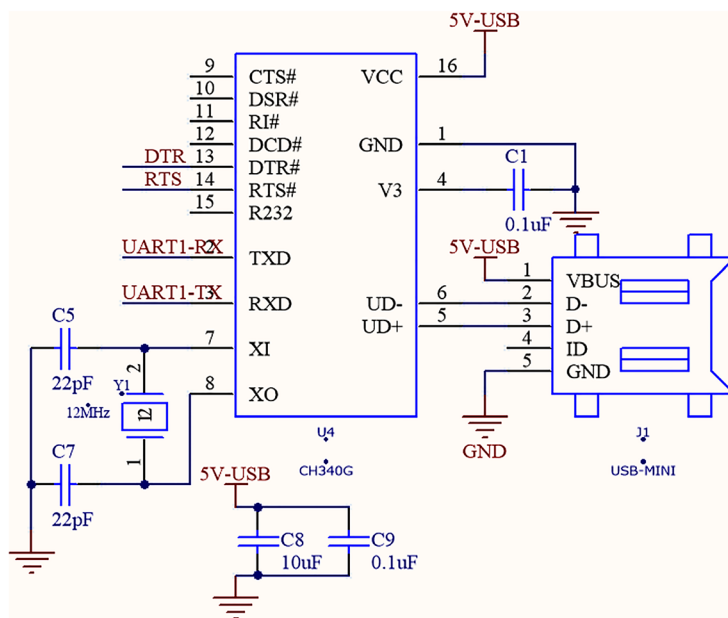 5V-USB
9 CTS# VCC 16
10 DSR#
11 RI#
12 DCD# GND 1
DTR 13 DTR#
RTS 14 RTS# V3 4
15 R232
C1
0.1uF
UART1-RX 2 TXD
5V-USB
1 VBUS
UART1-TX 3 RXD UD- 6 2 D-
UD+ 5 3 D+
C5
22pF
7 XI
4 ID
5 GND
2
Y1
12MHz
12
8 XO
1
C7
22pF
GND
U4
CH340G
J1
USB-MINI
5V-USB
C8
10uF
C9
0.1uF